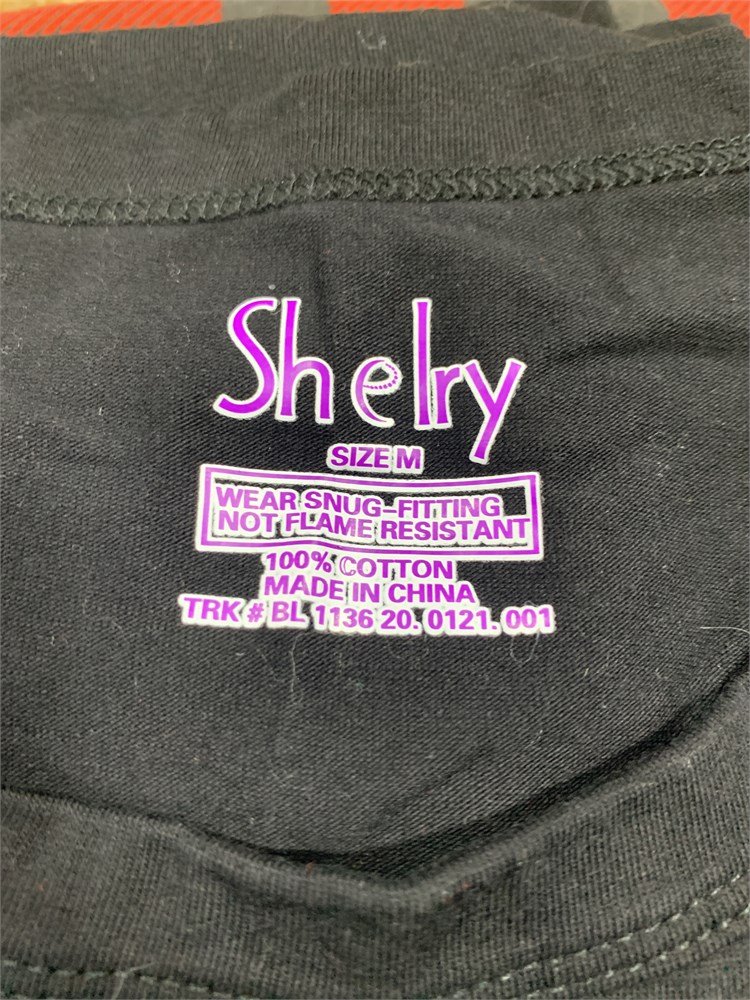 Shelry
SIZE M
WEAR SNUG-FITTING
NOT FLAME RESISTANT
100% COTTON
MADE IN CHINA
TRK # BL 1136 20. 0121. 001